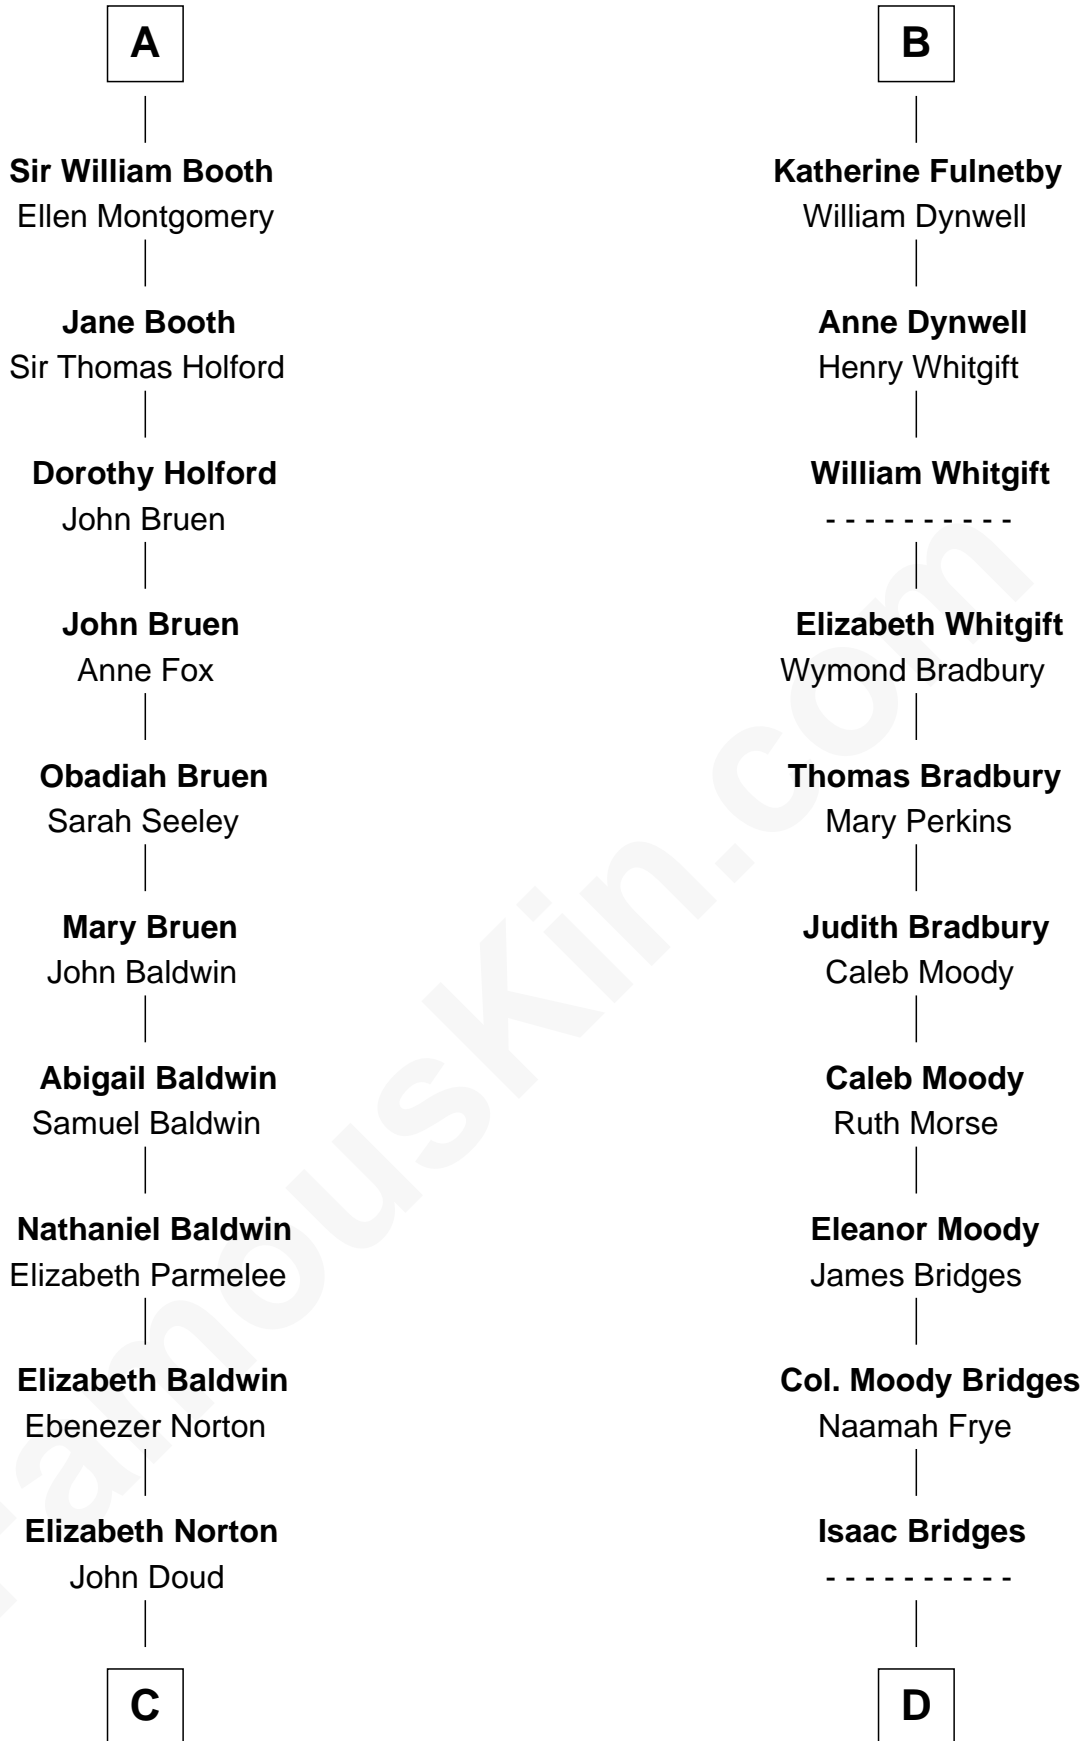 A
Sir William Booth
Ellen Montgomery
Jane Booth
Sir Thomas Holford
Dorothy Holford
John Bruen
John Bruen
Anne Fox
Obadiah Bruen
Sarah Seeley
Mary Bruen
John Baldwin
Abigail Baldwin
Samuel Baldwin
Nathaniel Baldwin
Elizabeth Parmelee
Elizabeth Baldwin
Ebenezer Norton
Elizabeth Norton
John Doud
C
B
Katherine Fulnetby
William Dynwell
Anne Dynwell
Henry Whitgift
William Whitgift
- - - - - - - - - -
Elizabeth Whitgift
Wymond Bradbury
Thomas Bradbury
Mary Perkins
Judith Bradbury
Caleb Moody
Caleb Moody
Ruth Morse
Eleanor Moody
James Bridges
Col. Moody Bridges
Naamah Frye
Isaac Bridges
- - - - - - - - - -
D
FamousKin.com